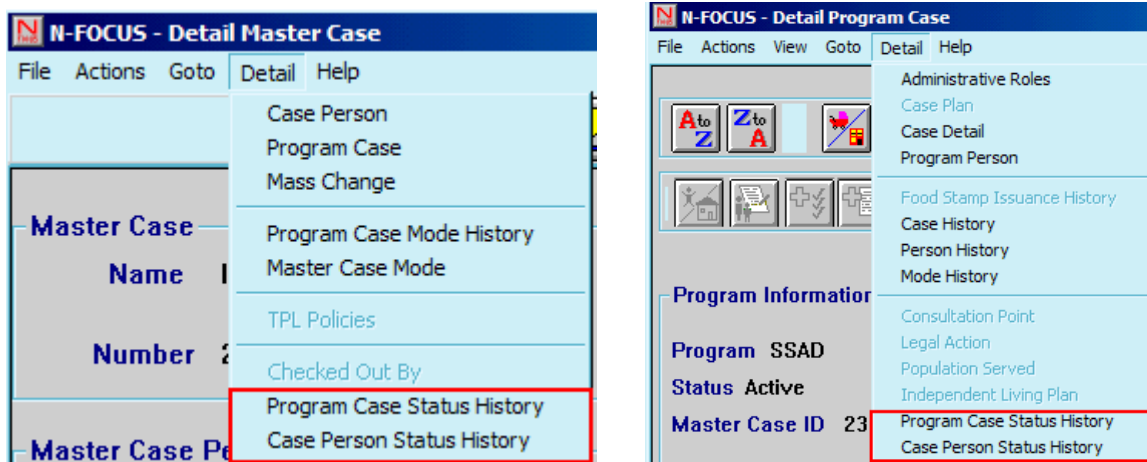 N-FOCUS - Detail Master Case
File Actions Goto Detail Help
Case Person
Program Case
Mass Change
Program Case Mode History
Master Case Mode
TPL Policies
Checked Out By
Program Case Status History
Case Person Status History
Master Case
Name
Number
Master Case Pe
N-FOCUS - Detail Program Case
File Actions View Goto Detail Help
A to Z
Z to A
Administrative Roles
Case Plan
Case Detail
Program Person
Food Stamp Issuance History
Case History
Person History
Mode History
Consultation Point
Legal Action
Population Served
Independent Living Plan
Program Case Status History
Case Person Status History
Program Information
Program SSAD
Status Active
Master Case ID 23